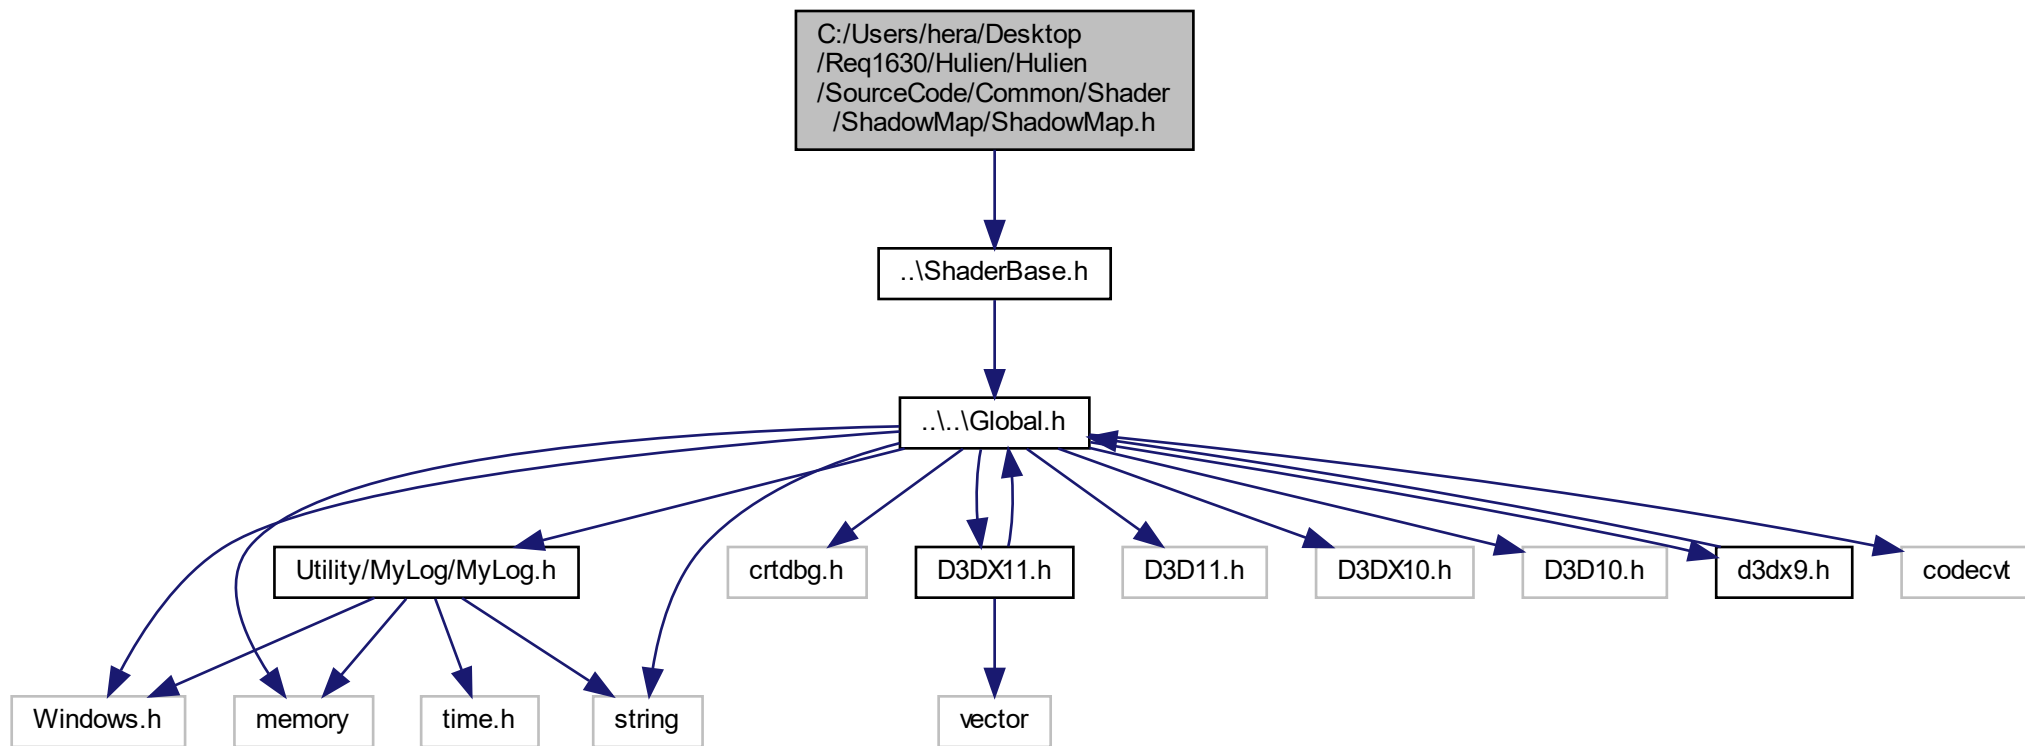 C:/Users/hera/Desktop
/Req1630/Hulien/Hulien
/SourceCode/Common/Shader
/ShadowMap/ShadowMap.h
..\ShaderBase.h
..\..\Global.h
Utility/MyLog/MyLog.h
crtdbg.h
D3DX11.h
D3D11.h
D3DX10.h
D3D10.h
d3dx9.h
codecvt
Windows.h
memory
time.h
string
vector